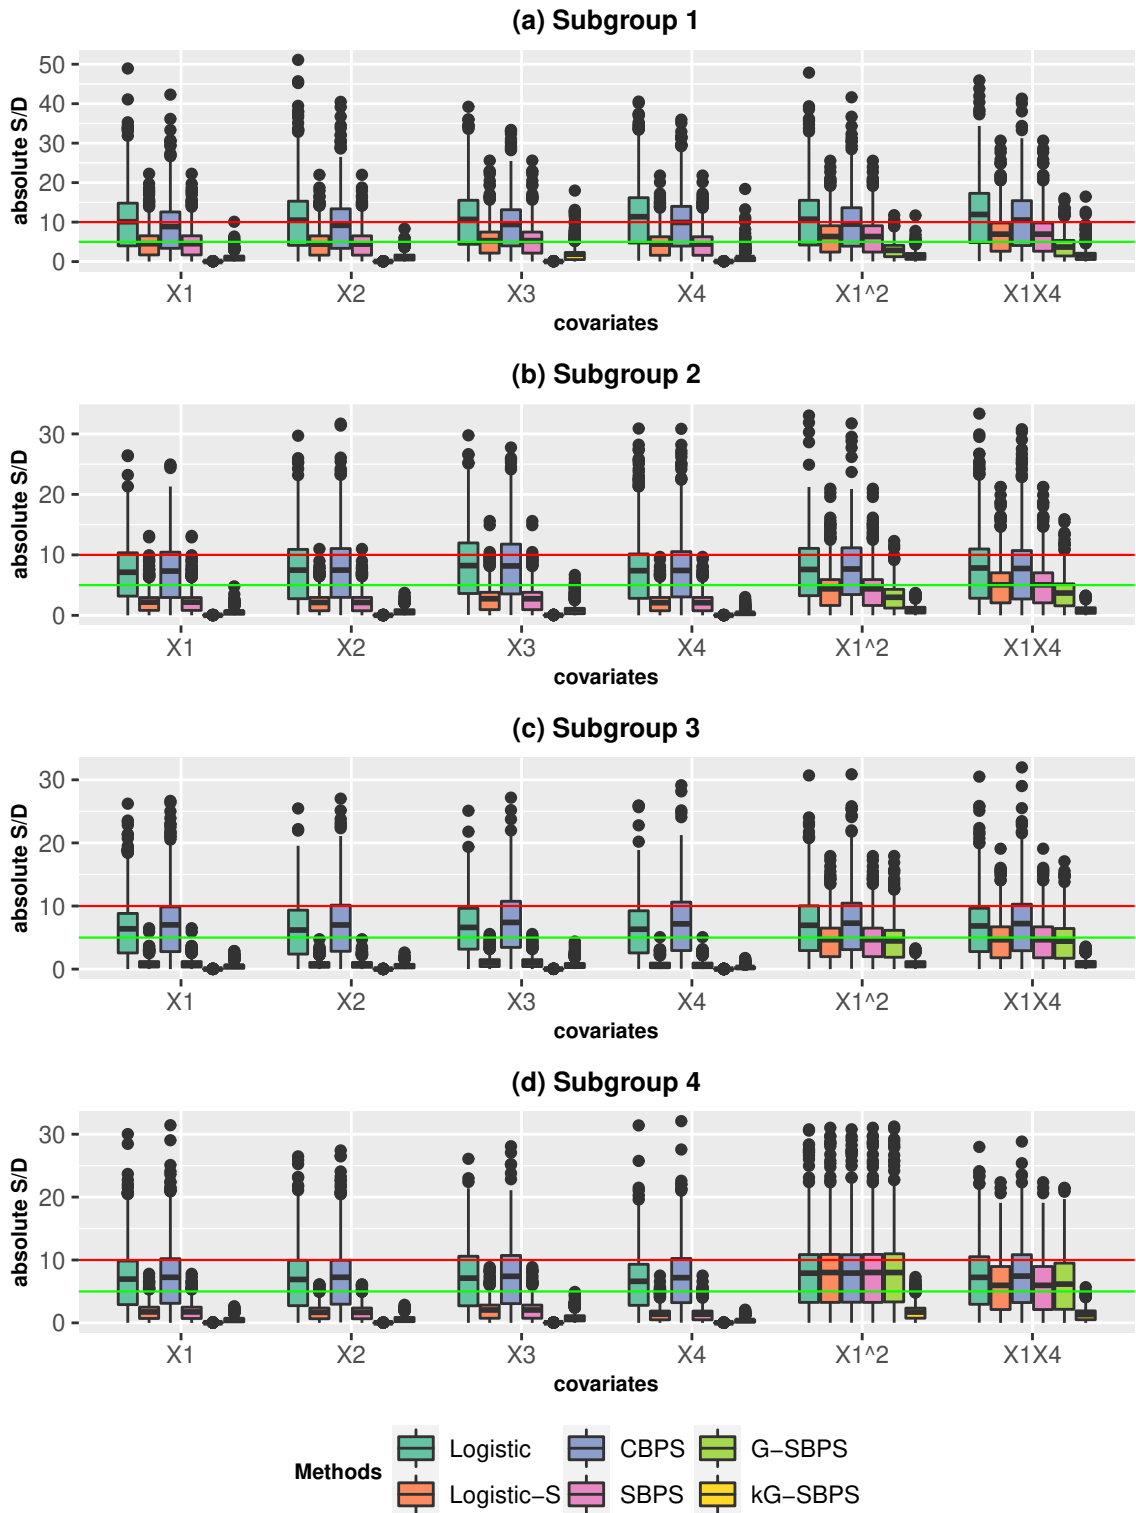 (a) Subgroup 1
absolute S/D
50
40
30
20
10
0
X1 X2 X3 X4 X1^2 X1X4
covariates
(b) Subgroup 2
absolute S/D
30
20
10
0
X1 X2 X3 X4 X1^2 X1X4
covariates
(c) Subgroup 3
absolute S/D
30
20
10
0
X1 X2 X3 X4 X1^2 X1X4
covariates
(d) Subgroup 4
absolute S/D
30
20
10
0
X1 X2 X3 X4 X1^2 X1X4
covariates
Methods
Logistic CBPS G−SBPS
Logistic−S SBPS kG−SBPS